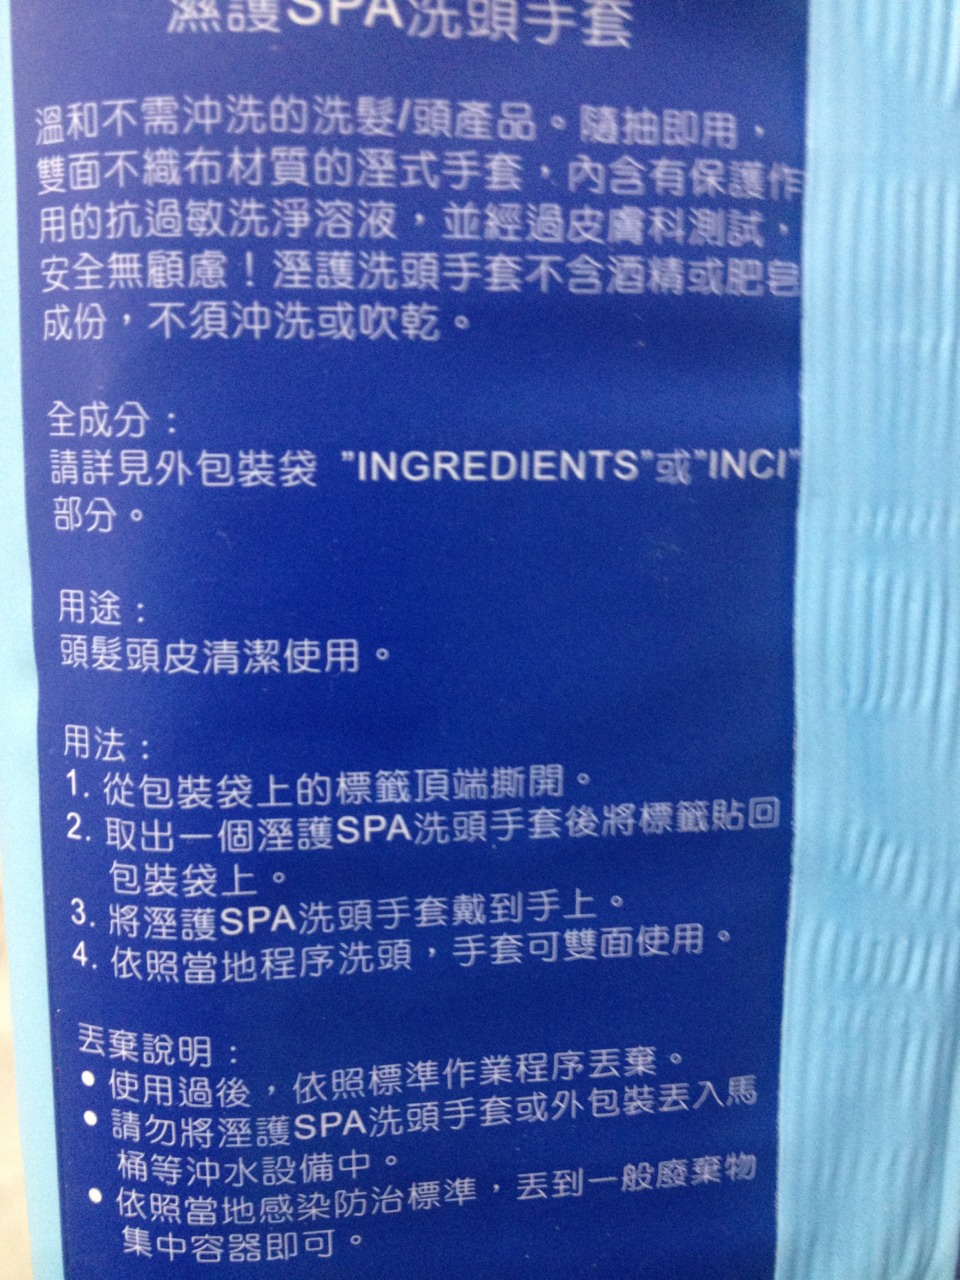 濕護SPA洗頭手套
溫和不需沖洗的洗髮/頭產品。隨抽即用，
雙面不織布材質的溼式手套，內含有保護作
用的抗過敏洗淨溶液，並經過皮膚科測試，
安全無顧慮！溼護洗頭手套不含酒精或肥皂
成份，不須沖洗或吹乾。
全成分：
請詳見外包裝袋 ”INGREDIENTS”或”INCI”
部分。
用途：
頭髮頭皮清潔使用。
用法：
1. 從包裝袋上的標籤頂端撕開。
2. 取出一個溼護SPA洗頭手套後將標籤貼回
包裝袋上。
3. 將溼護SPA洗頭手套戴到手上。
4. 依照當地程序洗頭，手套可雙面使用。
丟棄說明：
• 使用過後，依照標準作業程序丟棄。
• 請勿將溼護SPA洗頭手套或外包裝丟入馬
桶等沖水設備中。
• 依照當地感染防治標準，丟到一般廢棄物
集中容器即可。